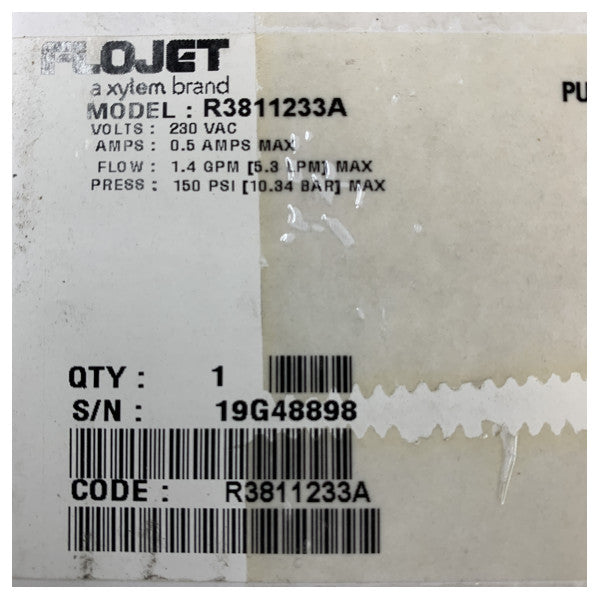 FLOJET
a xylem brand
MODEL : R3811233A
VOLTS : 230 VAC
AMPS : 0.5 AMPS MAX
FLOW : 1.4 GPM [5.3 LPM] MAX
PRESS : 150 PSI [10.34 BAR] MAX
PU
QTY : 1
S/N : 19G48898
CODE : R3811233A